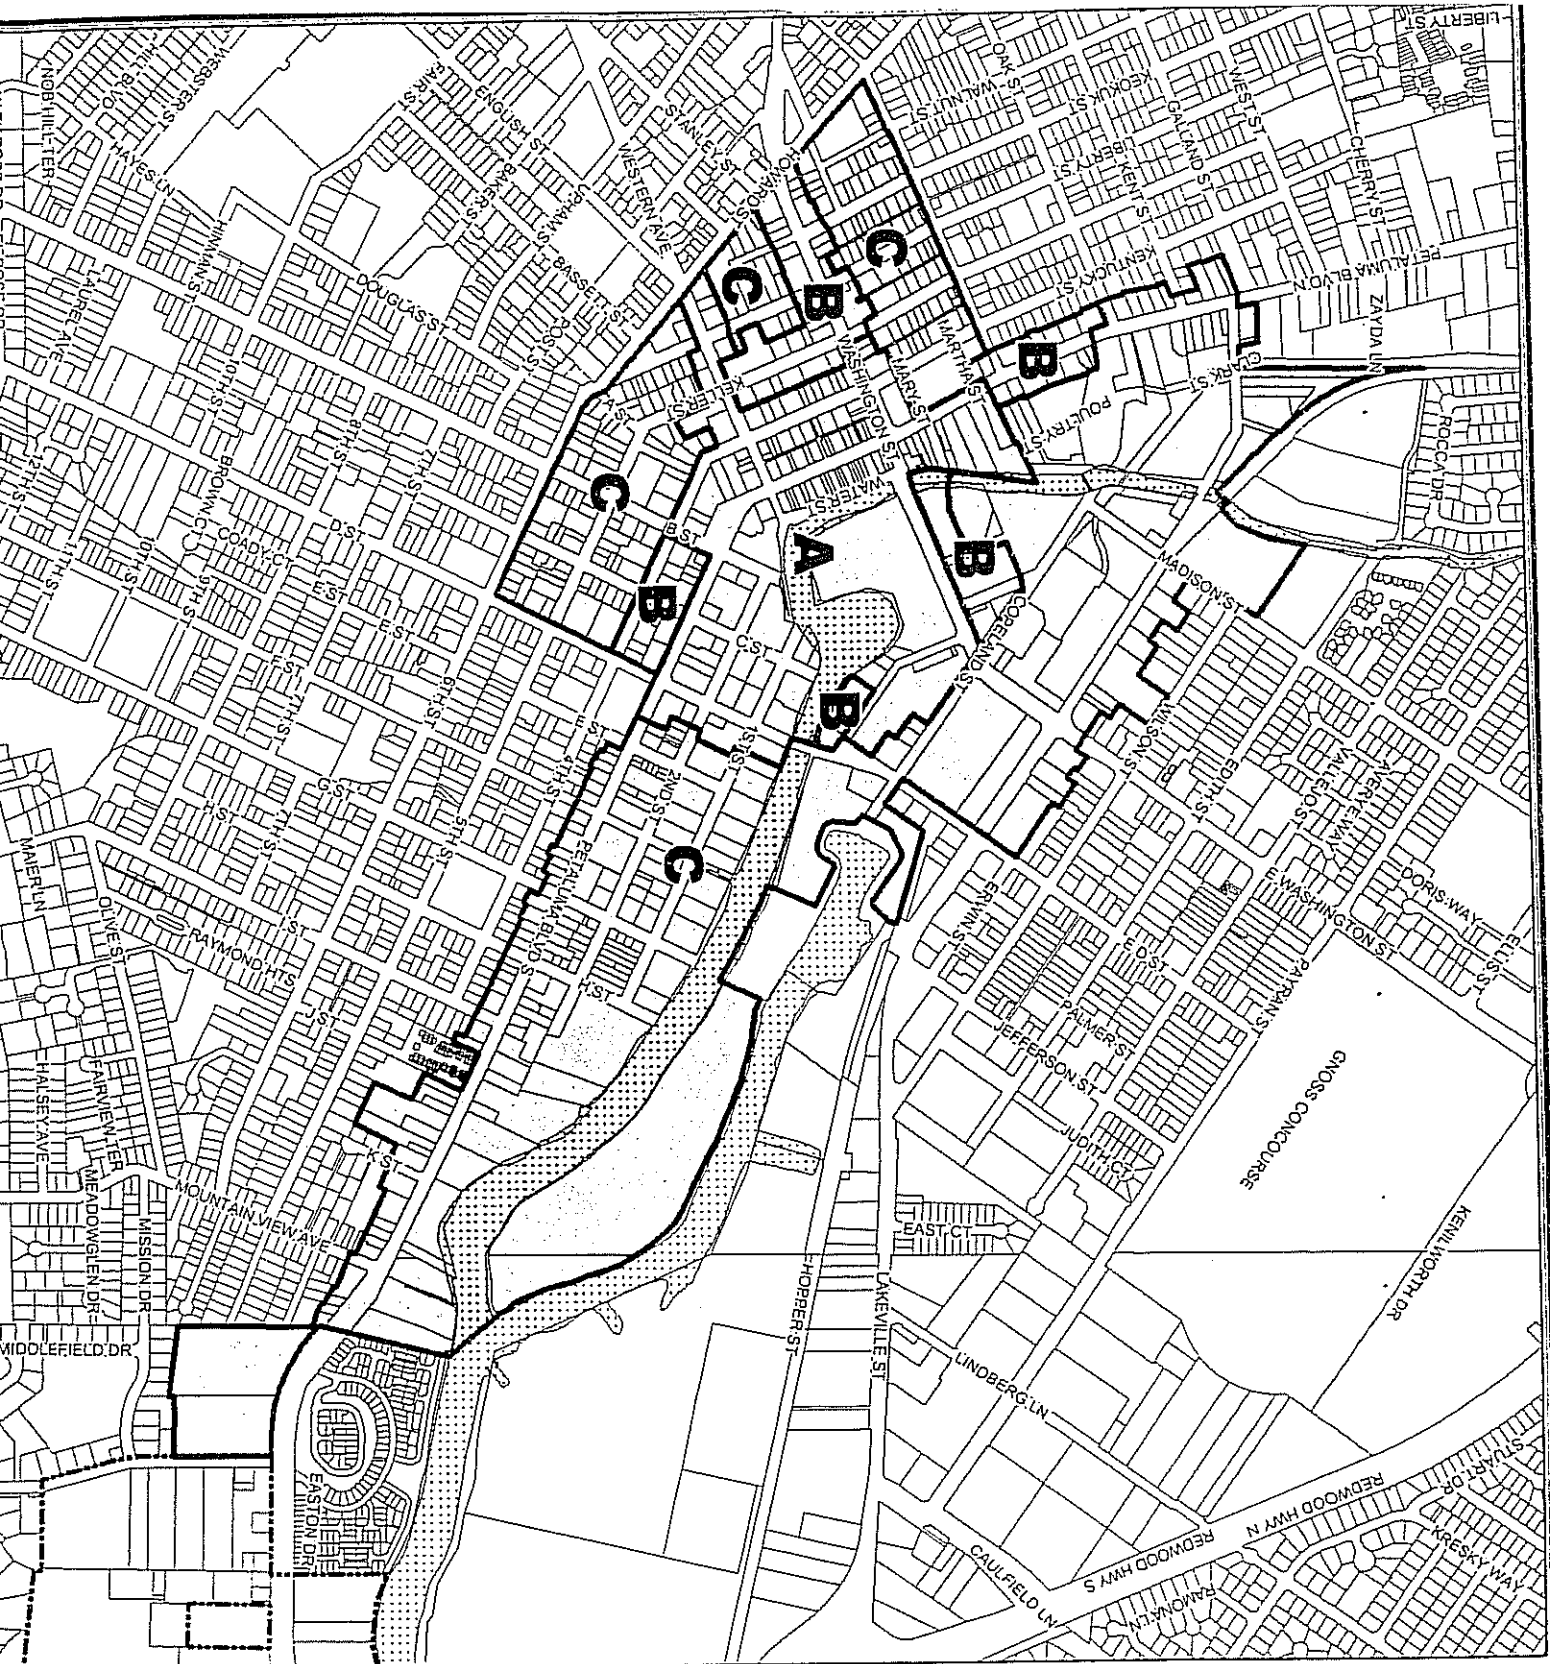 LIBERTY ST
OAK ST
WALNUT ST
KEOKUK ST
WEST ST
GALLAND ST
LIBERTY ST
KENT ST
CHERRY ST
KENTUCKY ST
PETALUMA BLVD N
ZAYDA LN
ROCCA DR
CLARK ST
POULTRY ST
MARTHA CT
MARY ST
WASHINGTON ST
WATER ST
HOWARD ST
STANLEY ST
WESTERN AVE
ENGLISH ST
FAIR ST
BAKER ST
UPHAM ST
BASSETT ST
POST ST
WEBSTER ST
HILL BLVD
NOB HILL TER
HAYES LN
HINMAN ST
LAUREL AVE
DOUGLAS ST
KELLER ST
A ST
B ST
C ST
D ST
E ST
E ST
E ST
F ST
G ST
H ST
H ST
I ST
J ST
K ST
1ST ST
2ND ST
4TH ST
5TH ST
6TH ST
7TH ST
7TH ST
7TH ST
8TH ST
9TH S
10TH ST
10TH ST
11TH ST
12TH ST
BROWN CT
COADY CT
PETALUMA BLVD S
RAYMOND HTS
OLIVE ST
MAER LN
HALSEY AVE
FAIRVIEW TER
MEADOWGLEN DR
MISSION DR
MIDDLEFIELD DR
MOUNTAIN VIEW AVE
EASTON DR
COPELAND ST
MADISON ST
WILSON ST
EDITH ST
VALLEJO ST
AVERYE WAY
DORIS WAY
ELLIS ST
E WASHINGTON ST
PAYRAN ST
ERWIN S
E D ST
PALMER ST
JEFFERSON ST
JUDITH CT
EAST CT
HOPPER ST
LAKEVILLE ST
LINDBERG LN
CAULFIELD LN
GNOSS CONCOURSE
KENILWORTH DR
REDWOOD HWY N
REDWOOD HWY S
STUART DR
KRESKY WAY
RAMONA LN
A
B
B
B
B
B
C
C
C
C